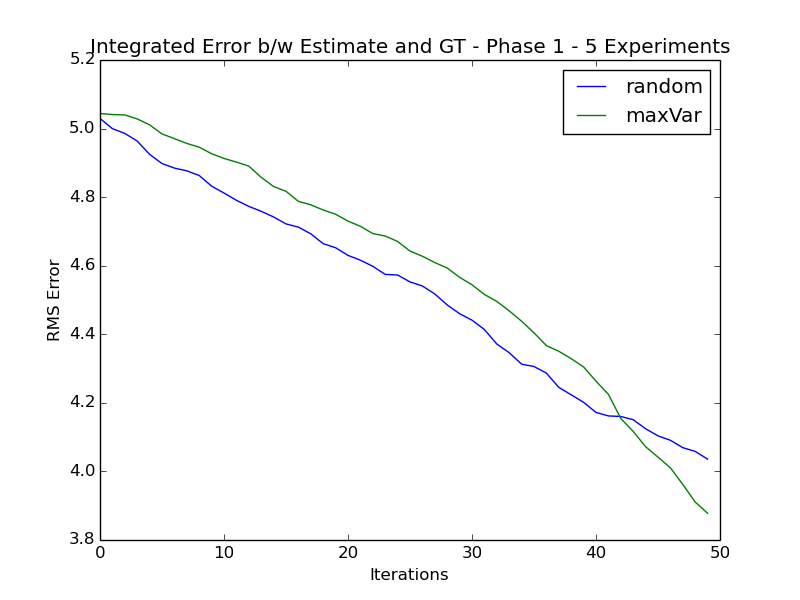 Integrated Error b/w Estimate and GT - Phase 1 - 5 Experiments
random
maxVar
RMS Error
5.2
5.0
4.8
4.6
4.4
4.2
4.0
3.8
0 10 20 30 40 50
Iterations